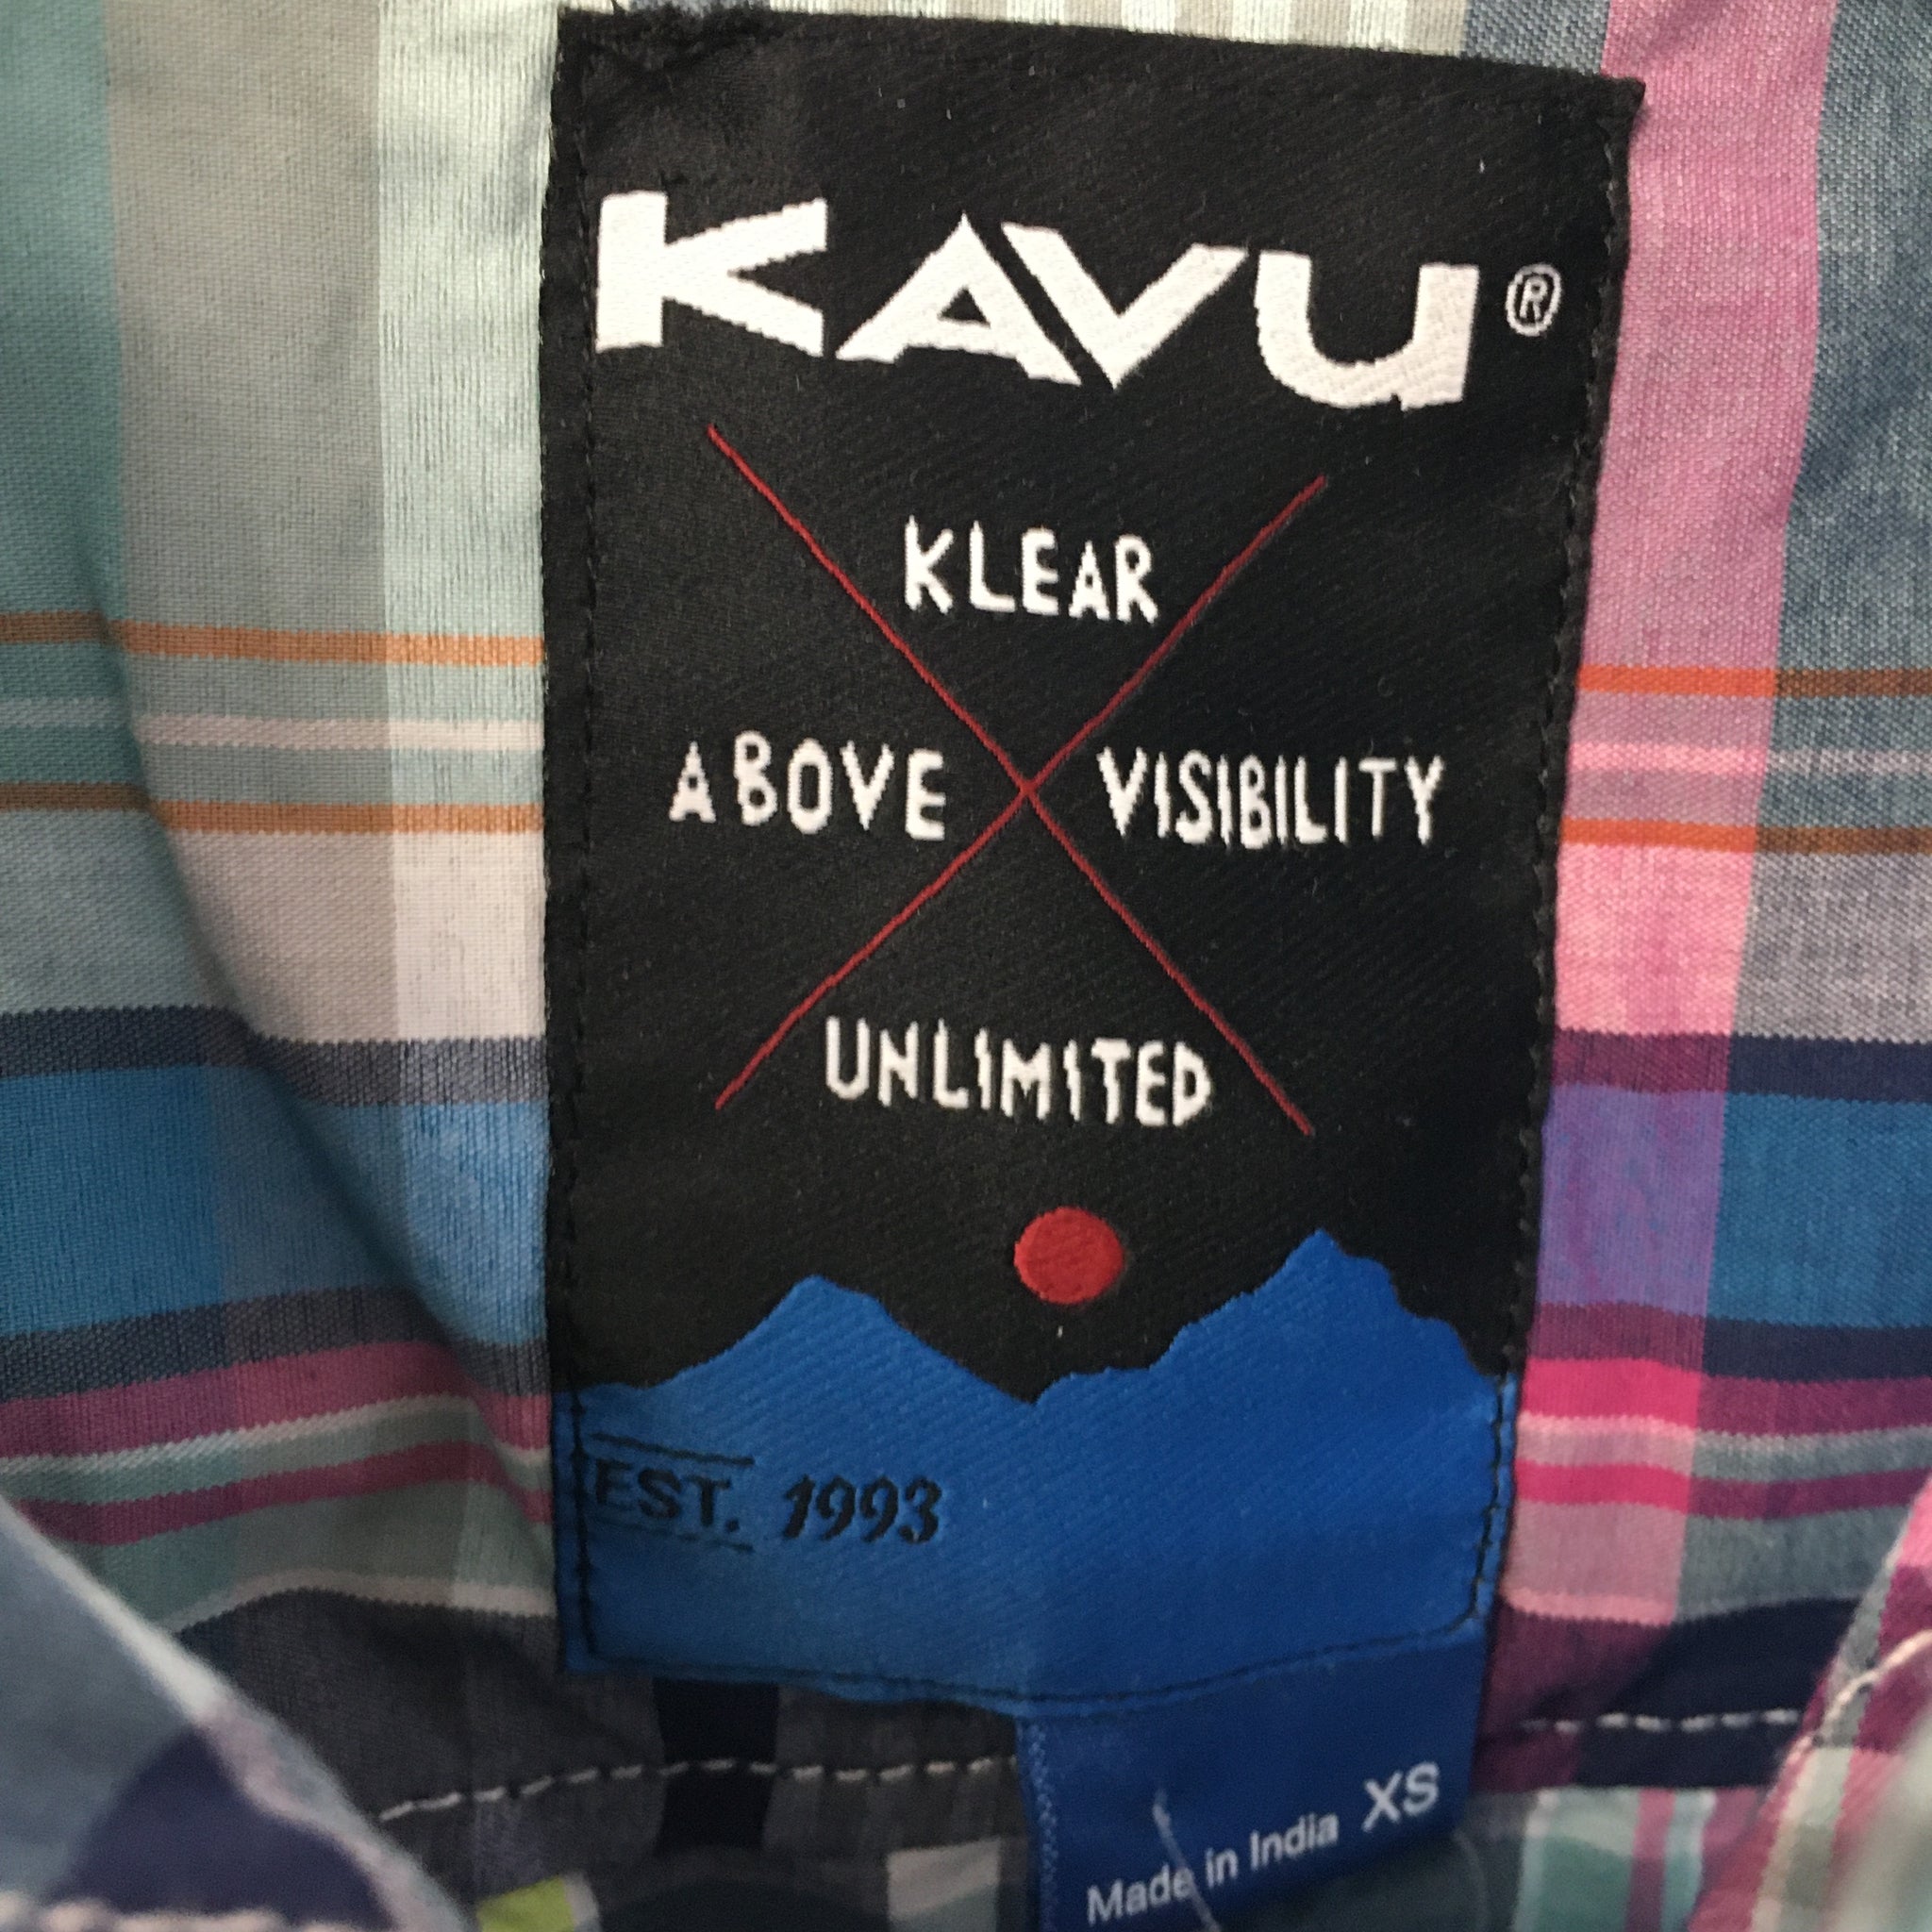 KAVU®
KLEAR
ABOVE VISIBILITY
UNLIMITED
EST. 1993
Made in India XS